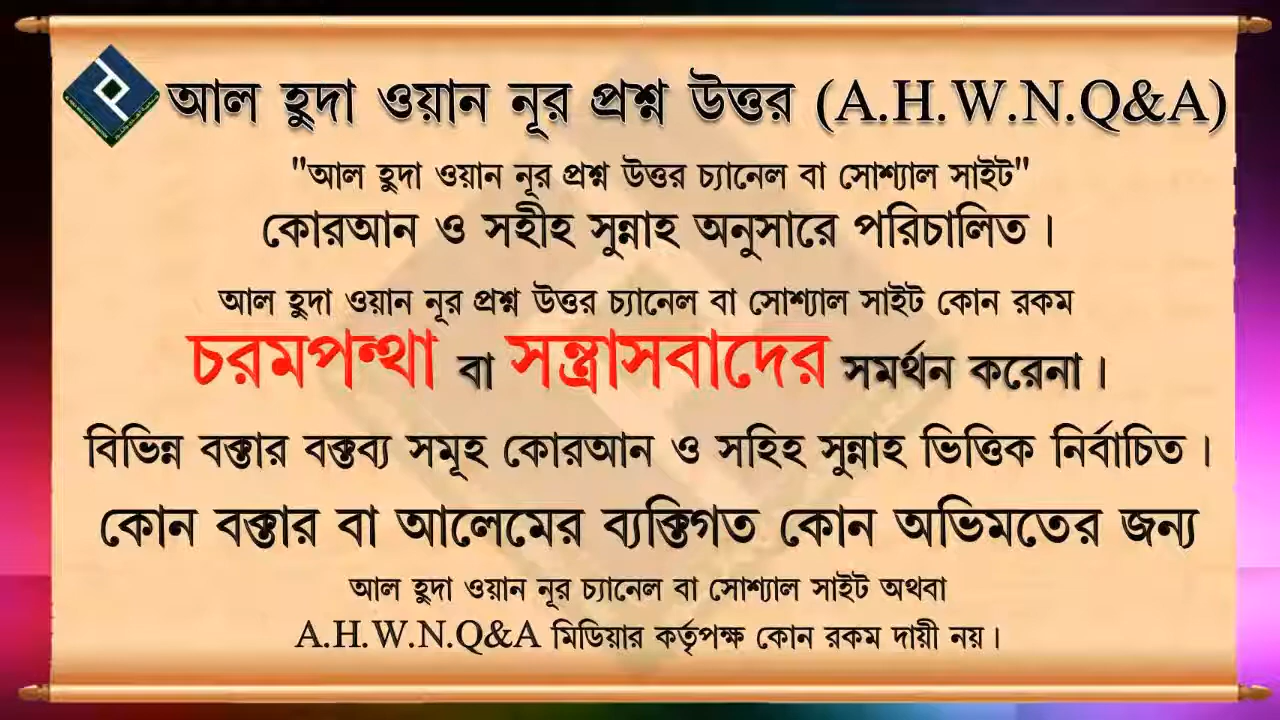 আল হুদা ওয়ান নূর প্রশ্ন উত্তর (A.H.W.N.Q&A)
"আল হুদা ওয়ান নূর প্রশ্ন উত্তর চ্যানেল বা সোশ্যাল সাইট"
কোরআন ও সহীহ সুন্নাহ অনুসারে পরিচালিত।
আল হুদা ওয়ান নূর প্রশ্ন উত্তর চ্যানেল বা সোশ্যাল সাইট কোন রকম
চরমপন্থা বা সন্ত্রাসবাদের সমর্থন করেনা।
বিভিন্ন বক্তার বক্তব্য সমূহ কোরআন ও সহিহ সুন্নাহ ভিত্তিক নির্বাচিত।
কোন বক্তার বা আলেমের ব্যক্তিগত কোন অভিমতের জন্য
আল হুদা ওয়ান নূর চ্যানেল বা সোশ্যাল সাইট অথবা
A.H.W.N.Q&A মিডিয়ার কর্তৃপক্ষ কোন রকম দায়ী নয়।